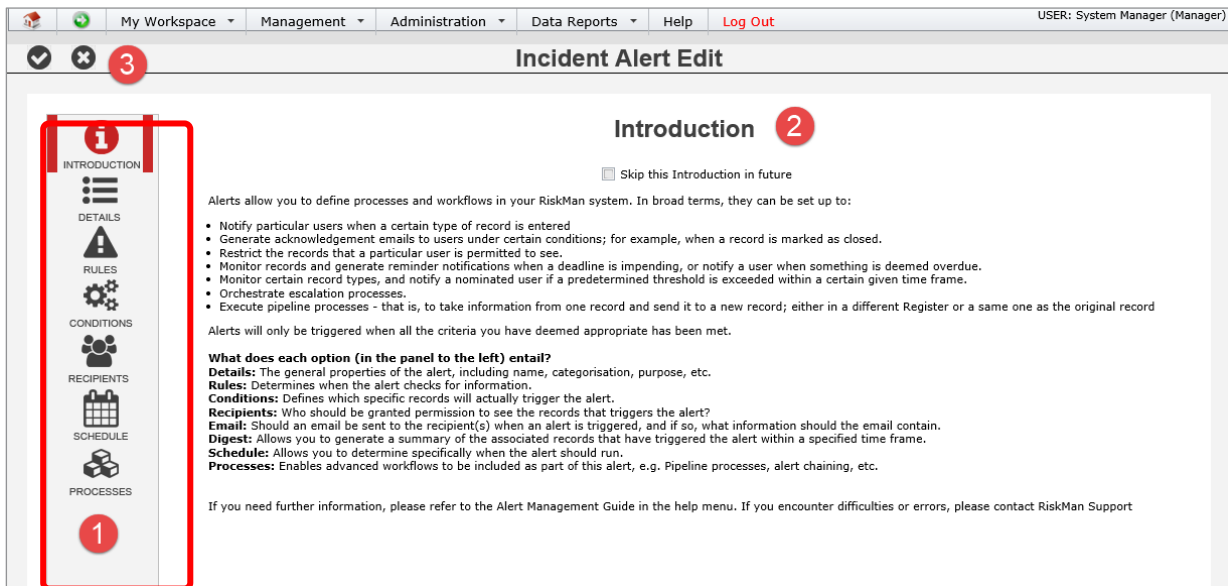 My Workspace Management Administration Data Reports Help Log Out USER: System Manager (Manager)
3 Incident Alert Edit
Introduction 2
Skip this Introduction in future
Alerts allow you to define processes and workflows in your RiskMan system. In broad terms, they can be set up to:
• Notify particular users when a certain type of record is entered
• Generate acknowledgement emails to users under certain conditions; for example, when a record is marked as closed.
• Restrict the records that a particular user is permitted to see.
• Monitor records and generate reminder notifications when a deadline is impending, or notify a user when something is deemed overdue.
• Monitor certain record types, and notify a nominated user if a predetermined threshold is exceeded within a certain given time frame.
• Orchestrate escalation processes.
• Execute pipeline processes - that is, to take information from one record and send it to a new record; either in a different Register or a same one as the original record
Alerts will only be triggered when all the criteria you have deemed appropriate has been met.
What does each option (in the panel to the left) entail?
Details: The general properties of the alert, including name, categorisation, purpose, etc.
Rules: Determines when the alert checks for information.
Conditions: Defines which specific records will actually trigger the alert.
Recipients: Who should be granted permission to see the records that triggers the alert?
Email: Should an email be sent to the recipient(s) when an alert is triggered, and if so, what information should the email contain.
Digest: Allows you to generate a summary of the associated records that have triggered the alert within a specified time frame.
Schedule: Allows you to determine specifically when the alert should run.
Processes: Enables advanced workflows to be included as part of this alert, e.g. Pipeline processes, alert chaining, etc.
If you need further information, please refer to the Alert Management Guide in the help menu. If you encounter difficulties or errors, please contact RiskMan Support
INTRODUCTION
DETAILS
RULES
CONDITIONS
RECIPIENTS
SCHEDULE
PROCESSES
1